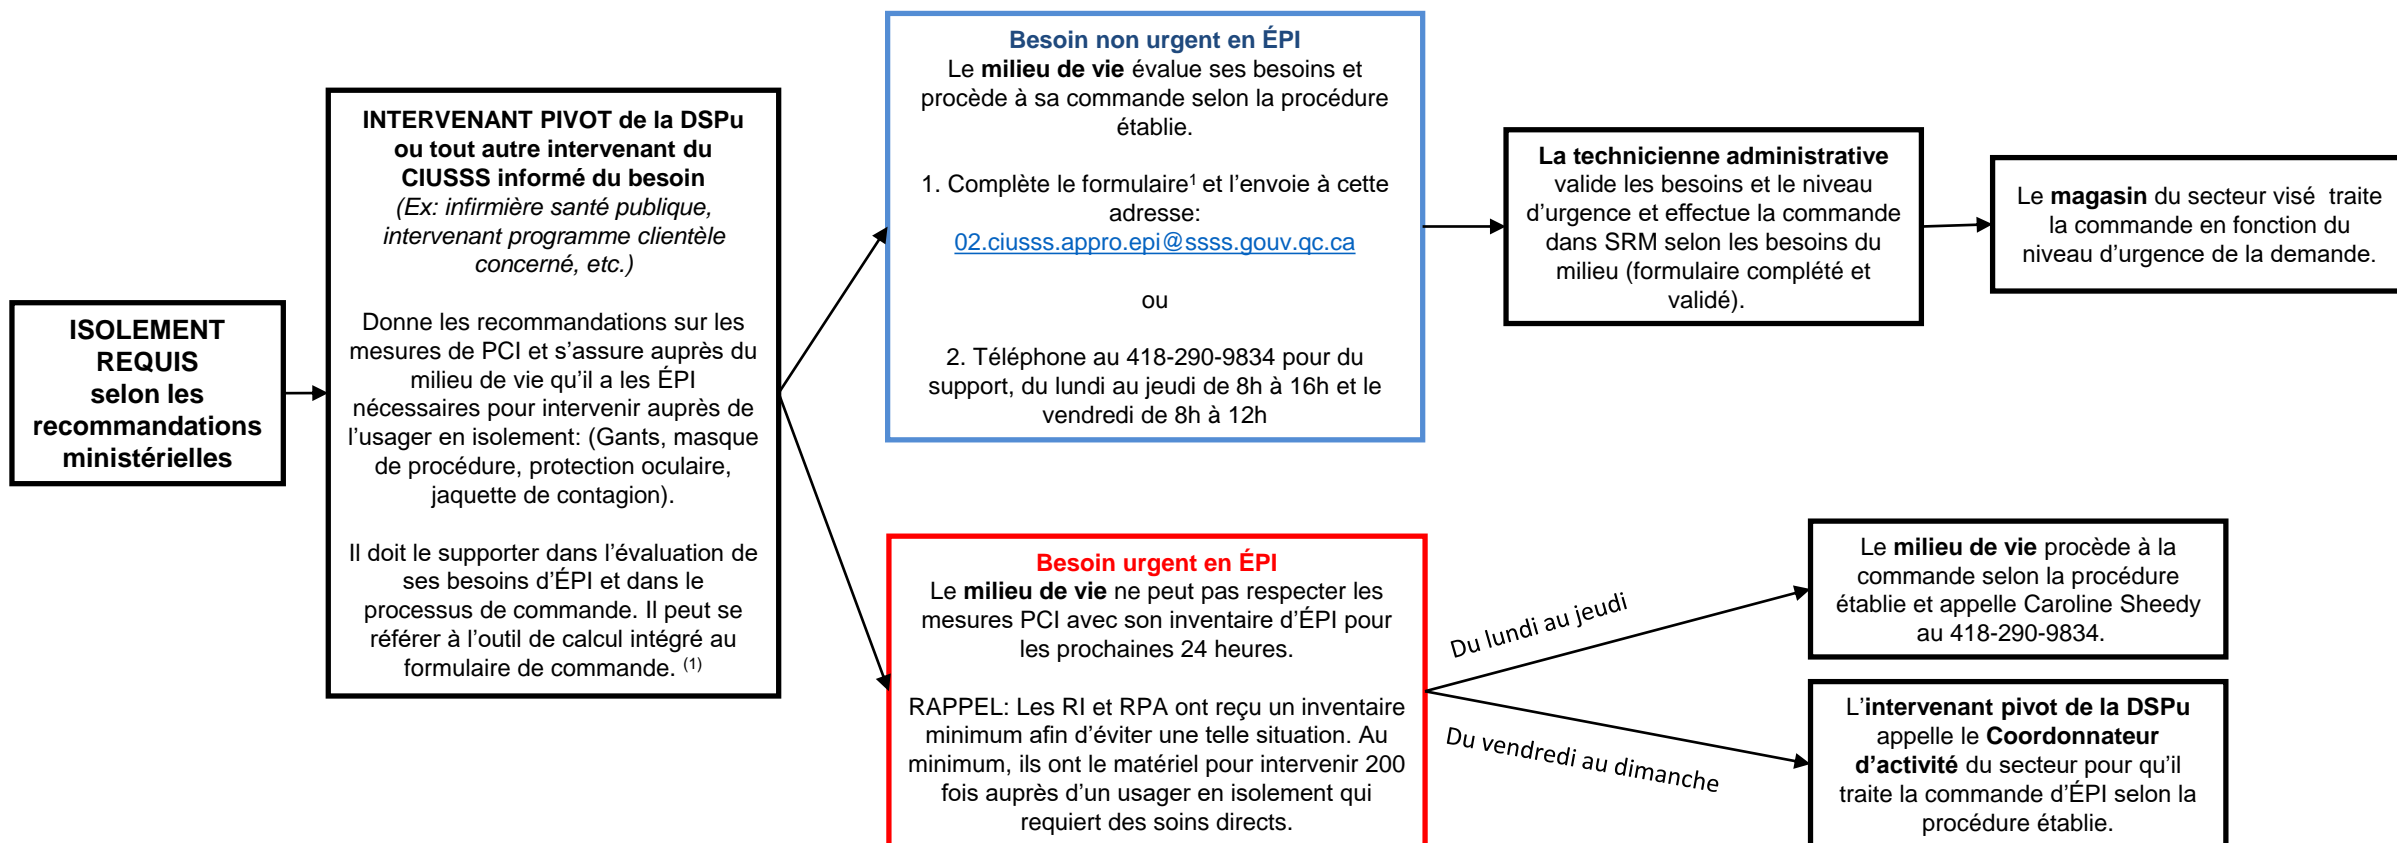 ISOLEMENT
REQUIS
selon les
recommandations
ministérielles
INTERVENANT PIVOT de la DSPu
ou tout autre intervenant du
CIUSSS informé du besoin
(Ex: infirmière santé publique,
intervenant programme clientèle
concerné, etc.)
Donne les recommandations sur les
mesures de PCI et s’assure auprès du
milieu de vie qu’il a les ÉPI
nécessaires pour intervenir auprès de
l’usager en isolement: (Gants, masque
de procédure, protection oculaire,
jaquette de contagion).
Il doit le supporter dans l’évaluation de
ses besoins d’ÉPI et dans le
processus de commande. Il peut se
référer à l’outil de calcul intégré au
formulaire de commande. (1)
Besoin non urgent en ÉPI
Le milieu de vie évalue ses besoins et
procède à sa commande selon la procédure
établie.
1. Complète le formulaire¹ et l’envoie à cette
adresse:
02.ciusss.appro.epi@ssss.gouv.qc.ca
ou
2. Téléphone au 418-290-9834 pour du
support, du lundi au jeudi de 8h à 16h et le
vendredi de 8h à 12h
La technicienne administrative
valide les besoins et le niveau
d’urgence et effectue la commande
dans SRM selon les besoins du
milieu (formulaire complété et
validé).
Le magasin du secteur visé  traite
la commande en fonction du
niveau d’urgence de la demande.
Besoin urgent en ÉPI
Le milieu de vie ne peut pas respecter les
mesures PCI avec son inventaire d’ÉPI pour
les prochaines 24 heures.
RAPPEL: Les RI et RPA ont reçu un inventaire
minimum afin d’éviter une telle situation. Au
minimum, ils ont le matériel pour intervenir 200
fois auprès d’un usager en isolement qui
requiert des soins directs.
Du lundi au jeudi
Le milieu de vie procède à la
commande selon la procédure
établie et appelle Caroline Sheedy
au 418-290-9834.
Du vendredi au dimanche
L’intervenant pivot de la DSPu
appelle le Coordonnateur
d’activité du secteur pour qu’il
traite la commande d’ÉPI selon la
procédure établie.